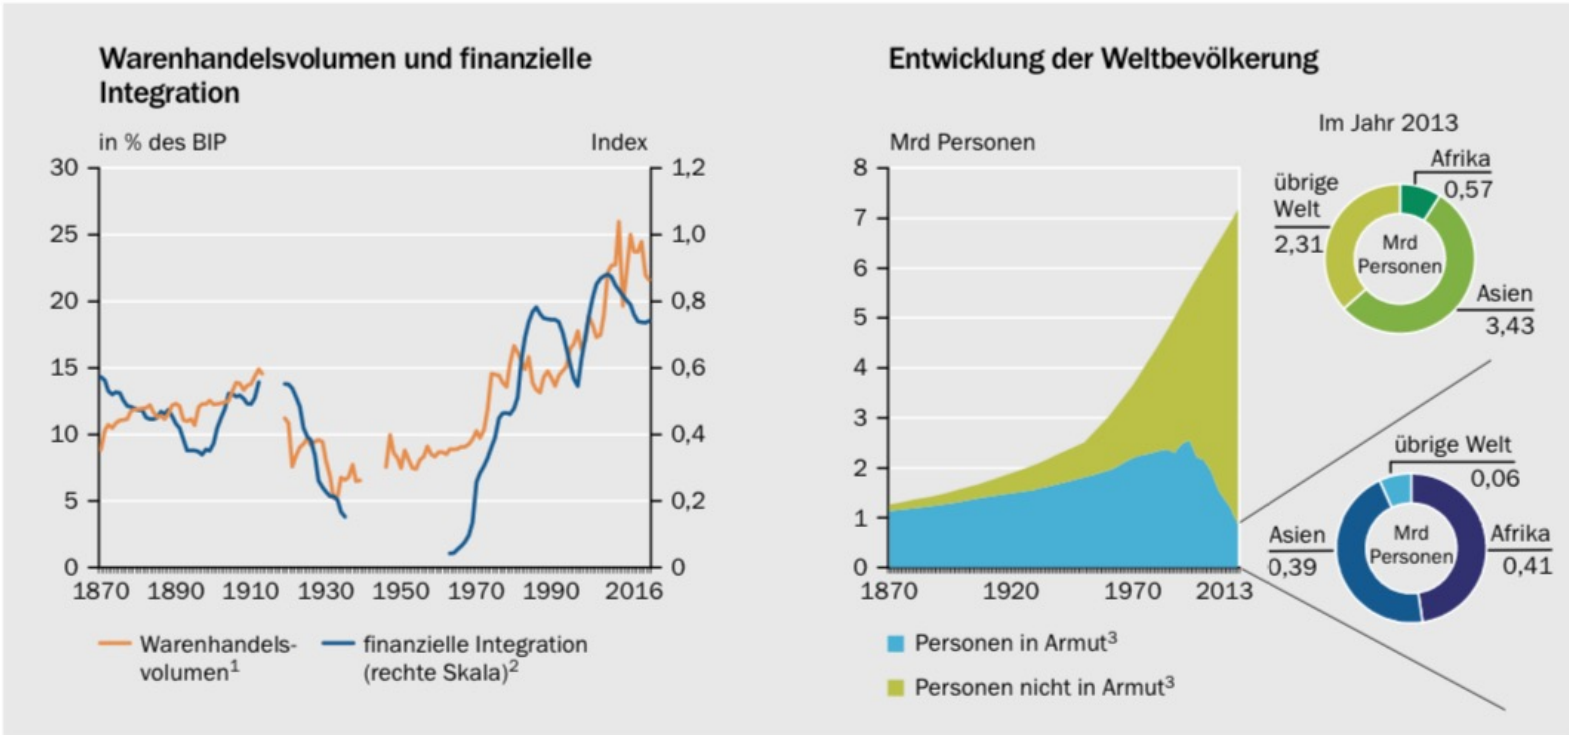 Warenhandelsvolumen und finanzielle
Integration
in % des BIP
Index
30
25
20
15
10
5
0
1,2
1,0
0,8
0,6
0,4
0,2
0
1870 1890 1910 1930 1950 1970 1990 2016
Warenhandels-
volumen¹
finanzielle Integration
(rechte Skala)²
Entwicklung der Weltbevölkerung
Mrd Personen
8
7
6
5
4
3
2
1
0
1870 1920 1970 2013
Personen in Armut³
Personen nicht in Armut³
Im Jahr 2013
Afrika
0,57
übrige
Welt
2,31
Mrd
Personen
Asien
3,43
übrige Welt
0,06
Asien
0,39
Mrd
Personen
Afrika
0,41